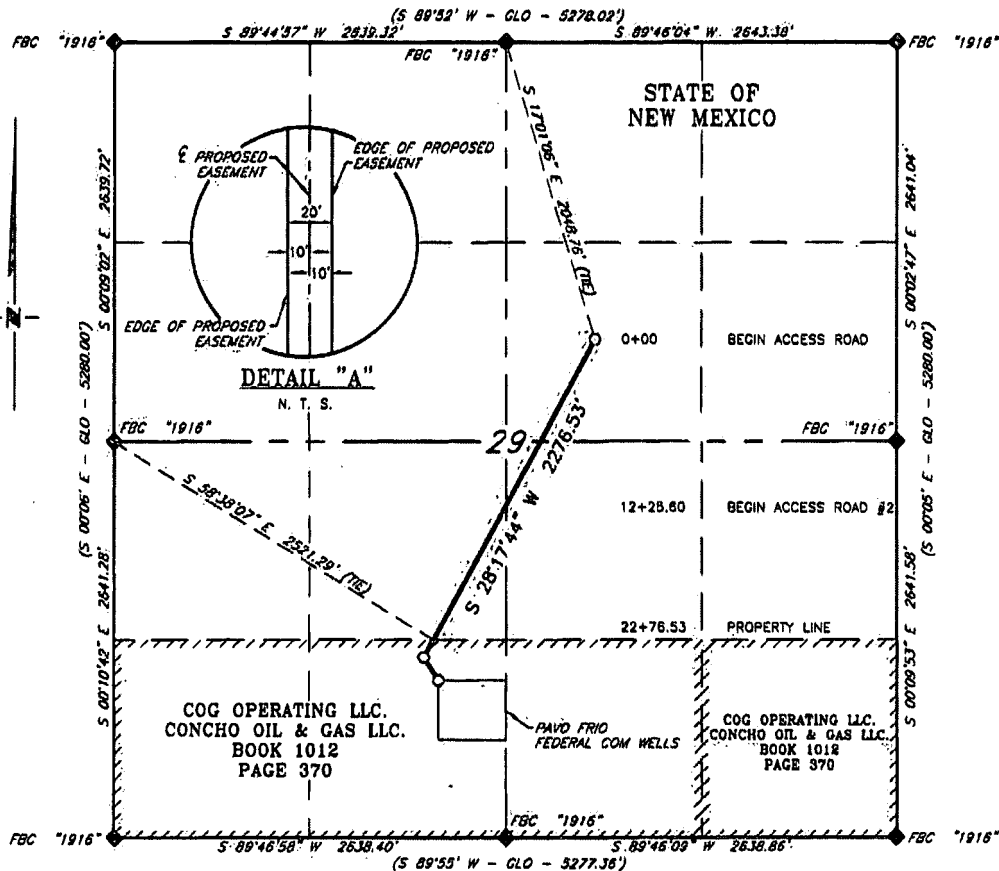 (S 89°52' W - GLO - 5278.02')
S 89°44'57" W 2639.32'
S 89°46'04" W 2643.38'
FBC "1916"
FBC "1916"
FBC "1916"
STATE OF
NEW MEXICO
S 17°01'06" E 2048.76' (TIE)
℄ PROPOSED
EASEMENT
EDGE OF PROPOSED
EASEMENT
20'
10'
10'
EDGE OF PROPOSED
EASEMENT
DETAIL "A"
N. T. S.
S 00°09'02" E 2639.72'
(S 00°06' E - GLO - 5280.00')
S 00°10'42" E 2641.28'
S 00°02'47" E 2641.04'
(S 00°05' E - GLO - 5280.00')
S 00°09'53" E 2641.58'
N
0+00 BEGIN ACCESS ROAD
FBC "1916"
29
FBC "1916"
S 28°17'44" W 2276.53'
12+28.60 BEGIN ACCESS ROAD #2
S 58°38'07" E 2521.29' (TIE)
22+76.53 PROPERTY LINE
COG OPERATING LLC.
CONCHO OIL & GAS LLC.
BOOK 1012
PAGE 370
PAVO FRIO
FEDERAL COM WELLS
COG OPERATING LLC.
CONCHO OIL & GAS LLC.
BOOK 1012
PAGE 370
FBC "1916"
FBC "1916"
FBC "1916"
S 89°46'58" W 2638.40'
S 89°46'09" W 2638.86'
(S 89°55' W - GLO - 5277.36')